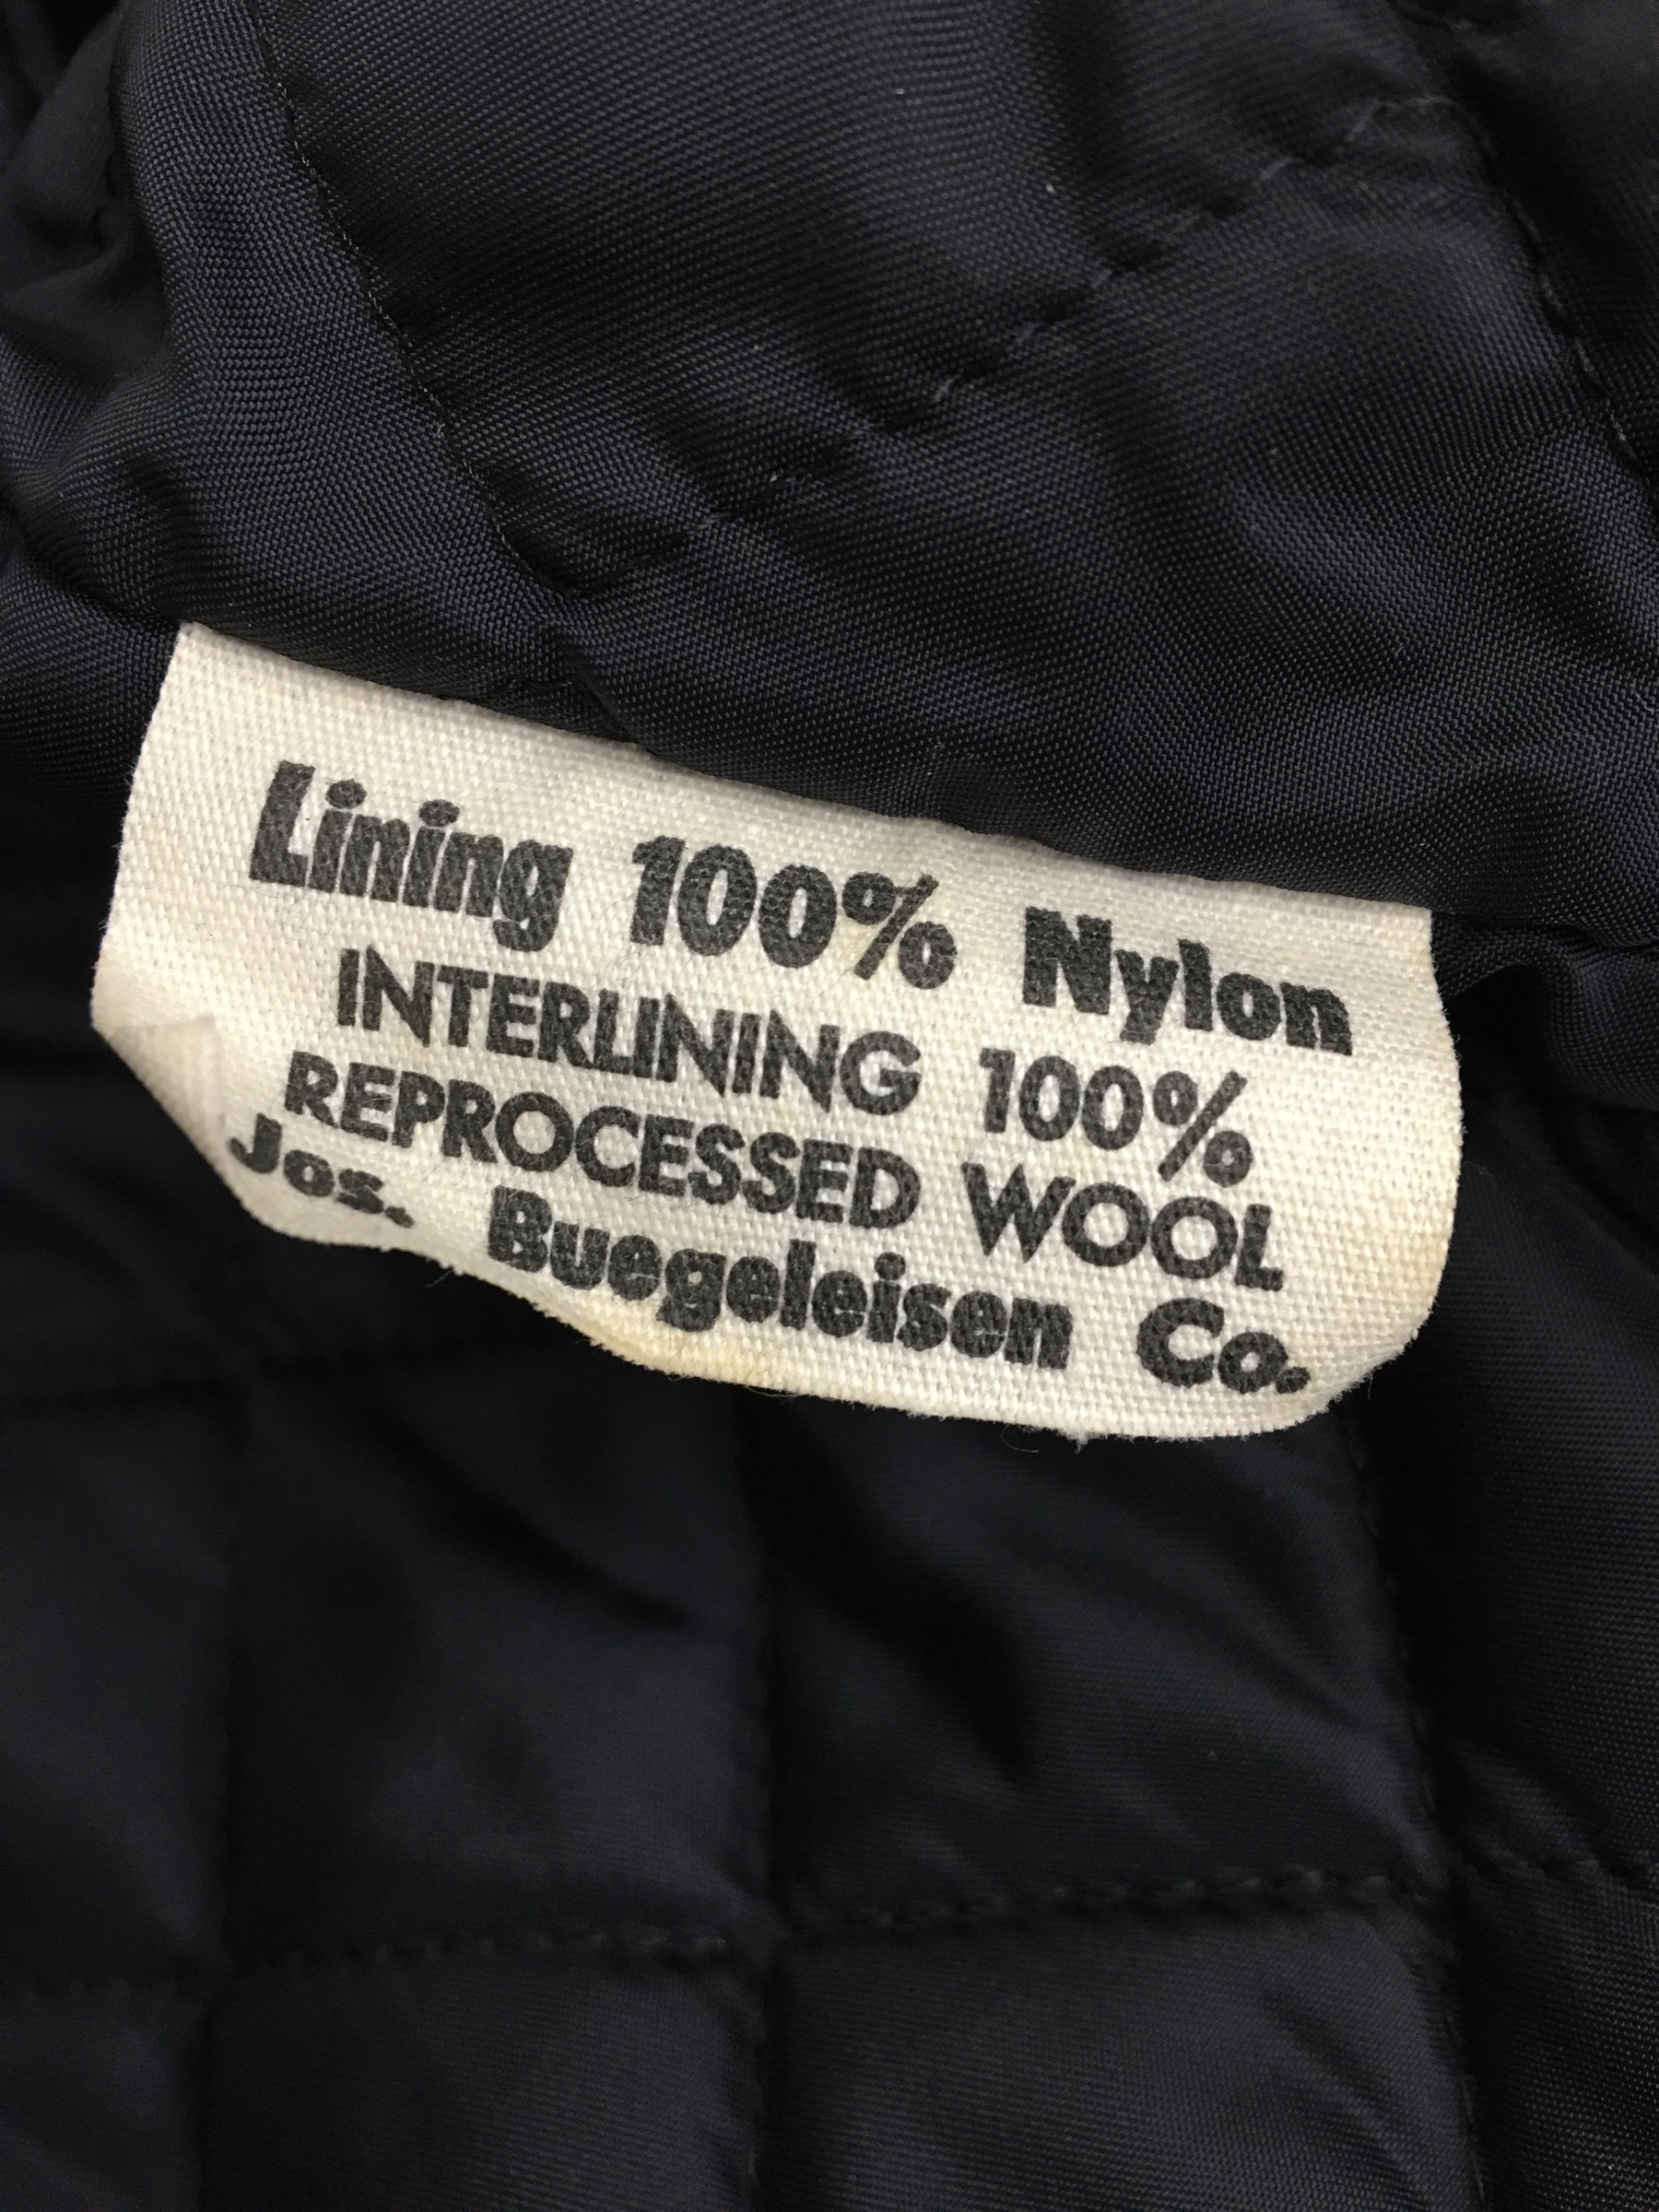 Lining 100% Nylon
INTERLINING 100%
REPROCESSED WOOL
Jos. Buegeleisen Co.